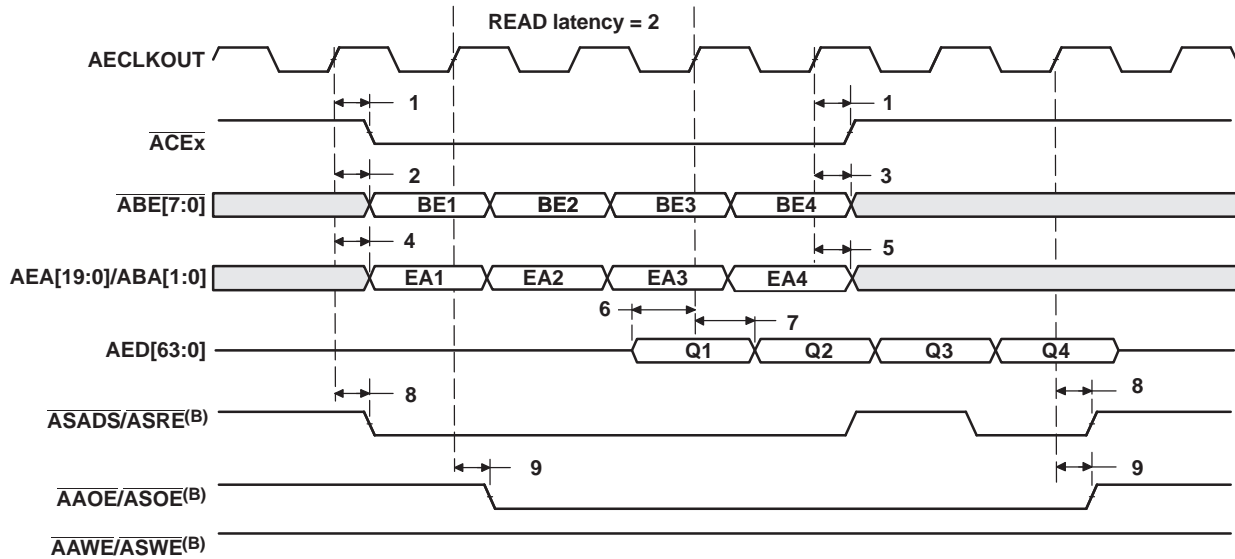 READ latency = 2
AECLKOUT
1 1
ACEx
2 3
ABE[7:0] BE1 BE2 BE3 BE4
4 5
AEA[19:0]/ABA[1:0] EA1 EA2 EA3 EA4
6 7
AED[63:0] Q1 Q2 Q3 Q4
8 8
ASADS/ASRE(B)
9 9
AAOE/ASOE(B)
AAWE/ASWE(B)